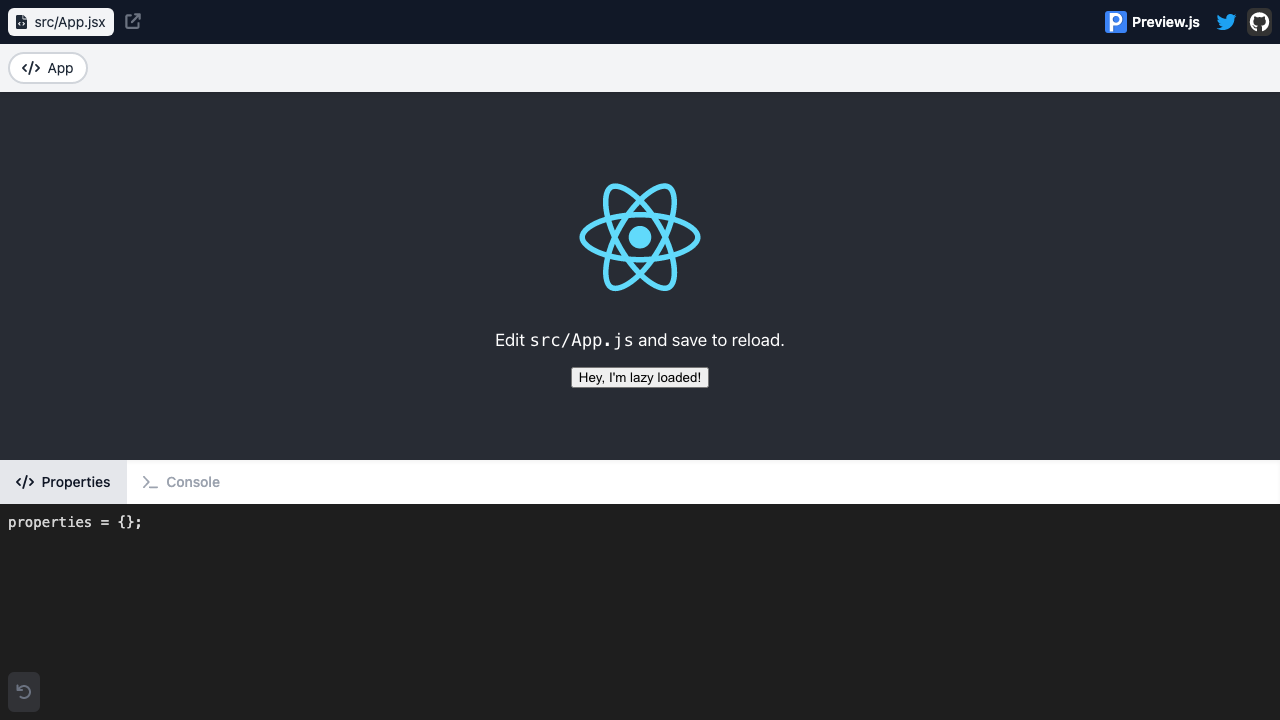 src/App.jsx
Preview.js
App
Edit src/App.js and save to reload.
Hey, I'm lazy loaded!
Properties
Console
properties = {};